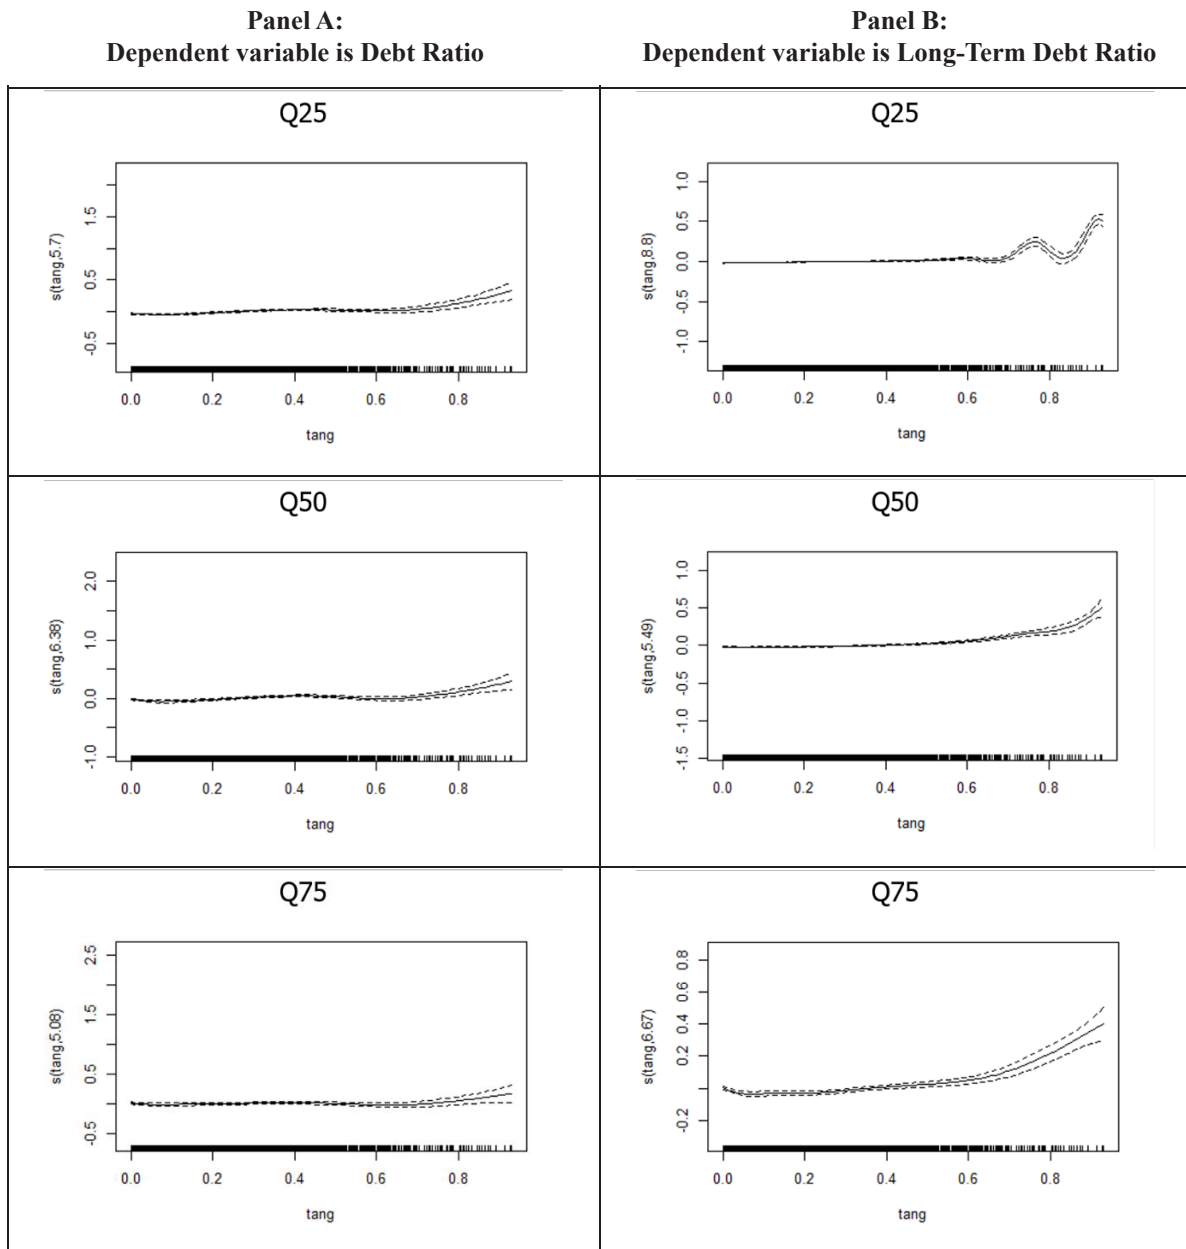 Panel A:
Dependent variable is Debt Ratio
Panel B:
Dependent variable is Long-Term Debt Ratio
Q25
s(tang,5.7)
1.5
0.5
-0.5
0.0 0.2 0.4 0.6 0.8
tang
Q25
s(tang,8.8)
1.0
0.5
0.0
-0.5
-1.0
0.0 0.2 0.4 0.6 0.8
tang
Q50
s(tang,6.38)
2.0
1.0
0.0
-1.0
0.0 0.2 0.4 0.6 0.8
tang
Q50
s(tang,5.49)
1.0
0.5
0.0
-0.5
-1.0
-1.5
0.0 0.2 0.4 0.6 0.8
tang
Q75
s(tang,5.08)
2.5
1.5
0.5
-0.5
0.0 0.2 0.4 0.6 0.8
tang
Q75
s(tang,6.67)
0.8
0.6
0.4
0.2
-0.2
0.0 0.2 0.4 0.6 0.8
tang